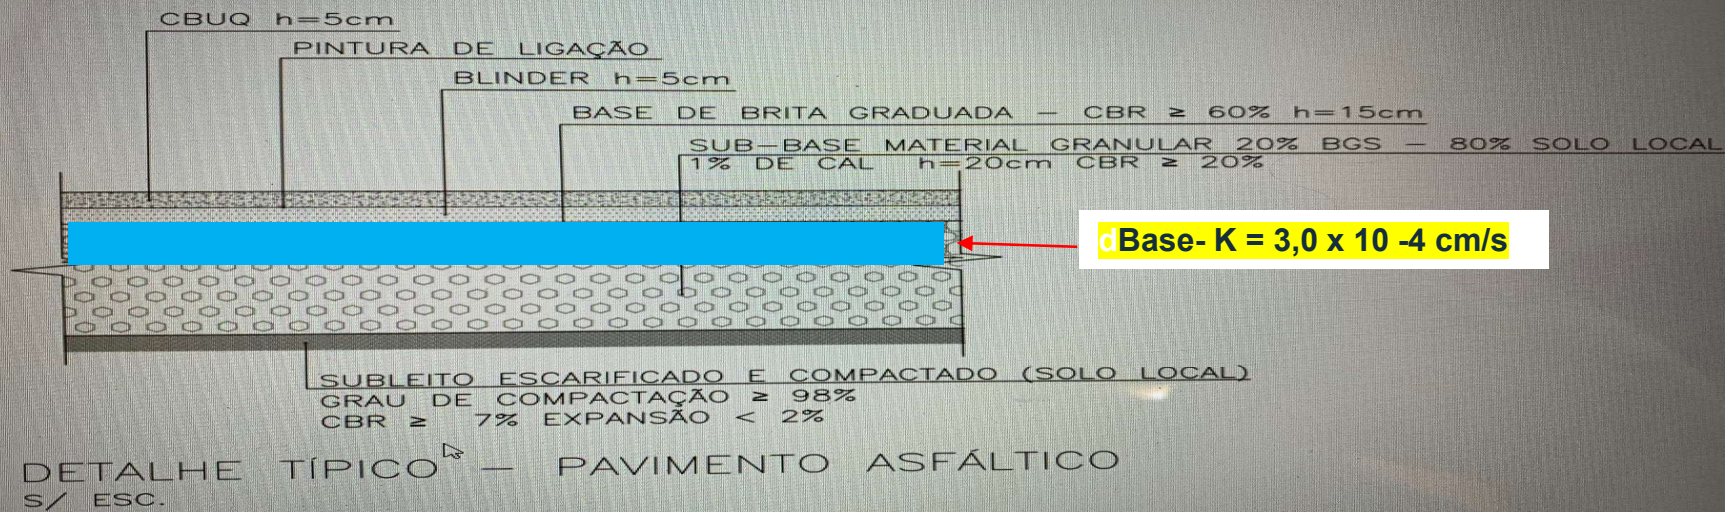 CBUQ h=5cm
PINTURA DE LIGAÇÃO
BLINDER h=5cm
BASE DE BRITA GRADUADA — CBR ≥ 60% h=15cm
SUB-BASE MATERIAL GRANULAR 20% BGS — 80% SOLO LOCAL
1% DE CAL h=20cm CBR ≥ 20%
dBase- K = 3,0 x 10 -4 cm/s
SUBLEITO ESCARIFICADO E COMPACTADO (SOLO LOCAL)
GRAU DE COMPACTAÇÃO ≥ 98%
CBR ≥ 7% EXPANSÃO < 2%
DETALHE TÍPICO — PAVIMENTO ASFÁLTICO
S/ ESC.